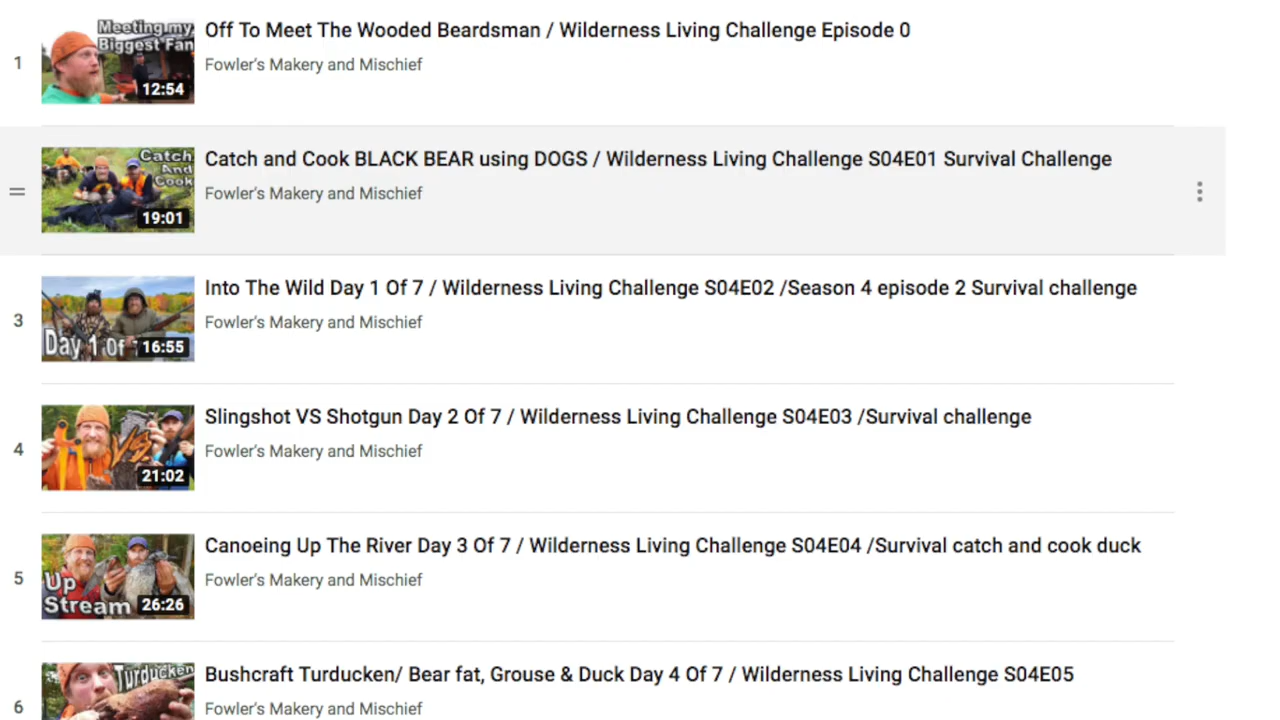 1
Meeting my
Biggest Fan
12:54
Off To Meet The Wooded Beardsman / Wilderness Living Challenge Episode 0
Fowler's Makery and Mischief
Catch
And
Cook
19:01
Catch and Cook BLACK BEAR using DOGS / Wilderness Living Challenge S04E01 Survival Challenge
Fowler's Makery and Mischief
3
Day 1 Of
16:55
Into The Wild Day 1 Of 7 / Wilderness Living Challenge S04E02 /Season 4 episode 2 Survival challenge
Fowler's Makery and Mischief
4
VS
21:02
Slingshot VS Shotgun Day 2 Of 7 / Wilderness Living Challenge S04E03 /Survival challenge
Fowler's Makery and Mischief
5
Up
Stream
26:26
Canoeing Up The River Day 3 Of 7 / Wilderness Living Challenge S04E04 /Survival catch and cook duck
Fowler's Makery and Mischief
6
Turducken
Bushcraft Turducken/ Bear fat, Grouse & Duck Day 4 Of 7 / Wilderness Living Challenge S04E05
Fowler's Makery and Mischief